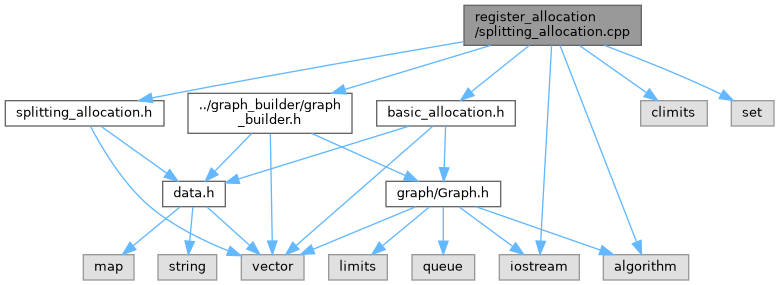 register_allocation
/splitting_allocation.cpp
splitting_allocation.h
../graph_builder/graph
_builder.h
basic_allocation.h
climits
set
data.h
graph/Graph.h
map
string
vector
limits
queue
iostream
algorithm